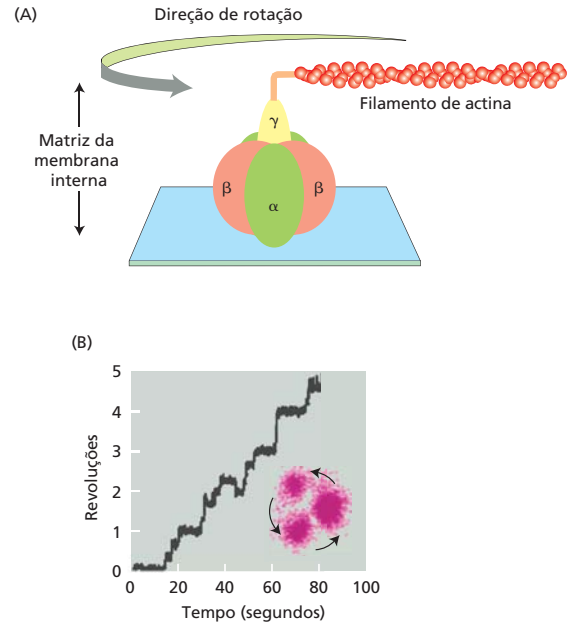 (A)
Direção de rotação
Filamento de actina
Matriz da
membrana
interna
γ
β
β
α
(B)
5
4
3
2
1
0
Revoluções
0
20
40
60
80
100
Tempo (segundos)